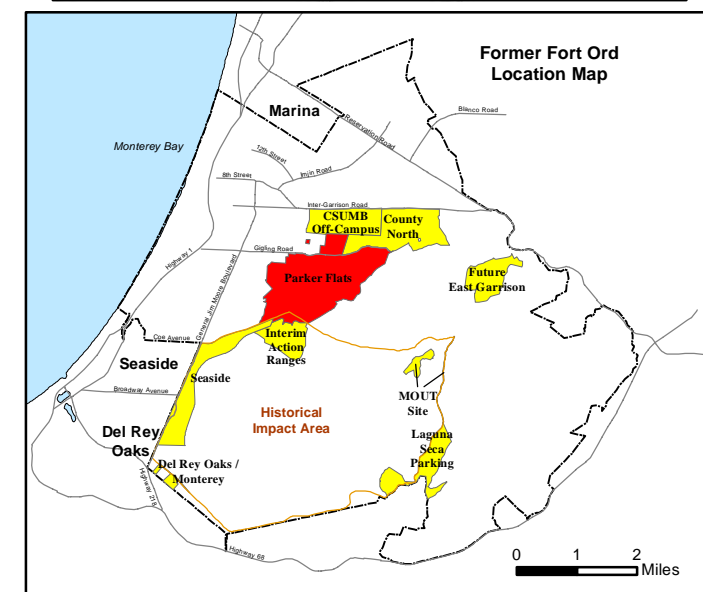 Former Fort Ord
Location Map
Marina
Blanco Road
Reservation Road
Monterey Bay
12th Street
Imjin Road
8th Street
Inter-Garrison Road
CSUMB
Off-Campus
County
North
Gigling Road
Highway 1
General Jim Moore Boulevard
Parker Flats
Future
East Garrison
Coe Avenue
Interim
Action
Ranges
Seaside
Seaside
Broadway Avenue
MOUT
Site
Historical
Impact Area
Del Rey
Oaks
Laguna
Seca
Parking
Del Rey Oaks /
Monterey
Highway 218
Highway 68
0 1 2
Miles